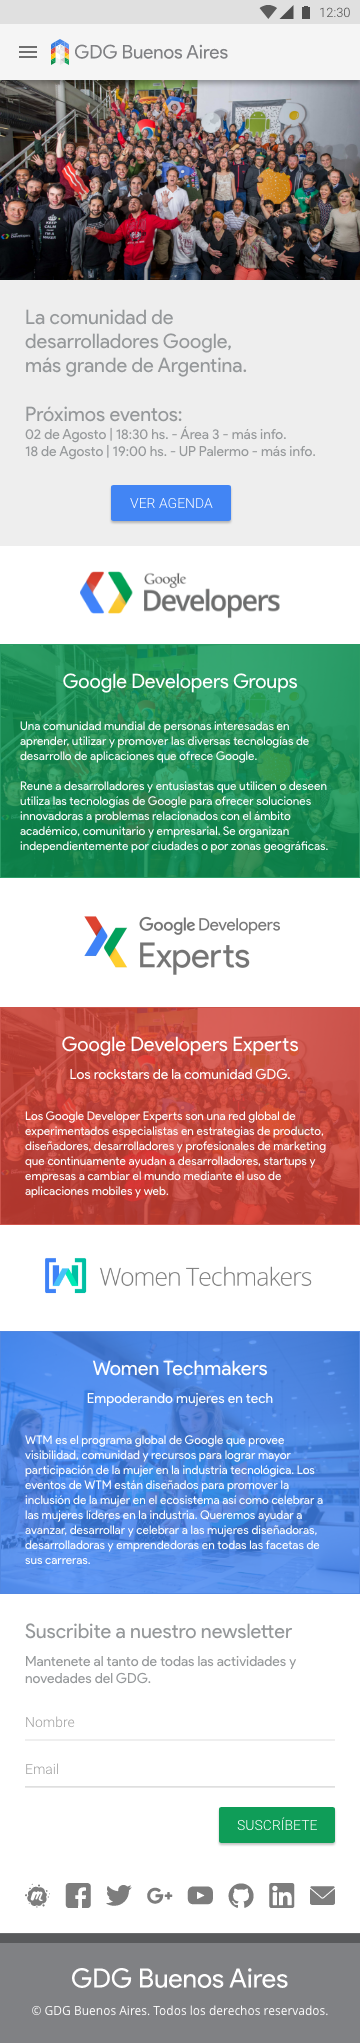 12:30
GDG Buenos Aires
La comunidad de
desarrolladores Google,
más grande de Argentina.
Próximos eventos:
02 de Agosto | 18:30 hs. - Área 3 - más info.
18 de Agosto | 19:00 hs. - UP Palermo - más info.
VER AGENDA
Google
Developers
Google Developers Groups
Una comunidad mundial de personas interesadas en
aprender, utilizar y promover las diversas tecnologías de
desarrollo de aplicaciones que ofrece Google.
Reune a desarrolladores y entusiastas que utilicen o deseen
utiliza las tecnologías de Google para ofrecer soluciones
innovadoras a problemas relacionados con el ámbito
académico, comunitario y empresarial. Se organizan
independientemente por ciudades o por zonas geográficas.
Google Developers
Experts
Google Developers Experts
Los rockstars de la comunidad GDG.
Los Google Developer Experts son una red global de
experimentados especialistas en estrategias de producto,
diseñadores, desarrolladores y profesionales de marketing
que continuamente ayudan a desarrolladores, startups y
empresas a cambiar el mundo mediante el uso de
aplicaciones mobiles y web.
Women Techmakers
Women Techmakers
Empoderando mujeres en tech
WTM es el programa global de Google que provee
visibilidad, comunidad y recursos para lograr mayor
participación de la mujer en la industria tecnológica. Los
eventos de WTM están diseñados para promover la
inclusión de la mujer en el ecosistema así como celebrar a
las mujeres líderes en la industria. Queremos ayudar a
avanzar, desarrollar y celebrar a las mujeres diseñadoras,
desarrolladoras y emprendedoras en todas las facetas de
sus carreras.
Suscribite a nuestro newsletter
Mantenete al tanto de todas las actividades y
novedades del GDG.
Nombre
Email
SUSCRÍBETE
GDG Buenos Aires
© GDG Buenos Aires. Todos los derechos reservados.